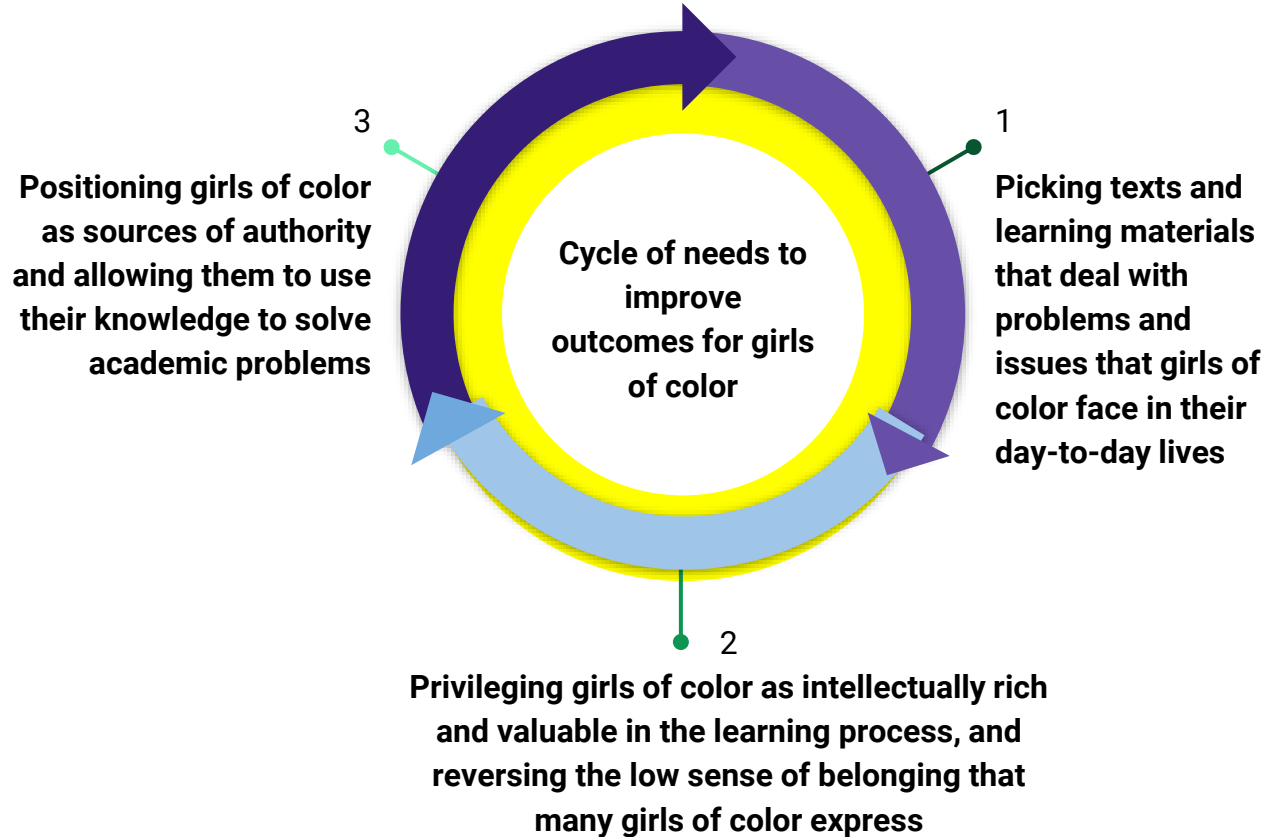 Cycle of needs to
improve
outcomes for girls
of color
1
Picking texts and
learning materials
that deal with
problems and
issues that girls of
color face in their
day-to-day lives
2
Privileging girls of color as intellectually rich
and valuable in the learning process, and
reversing the low sense of belonging that
many girls of color express
3
Positioning girls of color
as sources of authority
and allowing them to use
their knowledge to solve
academic problems